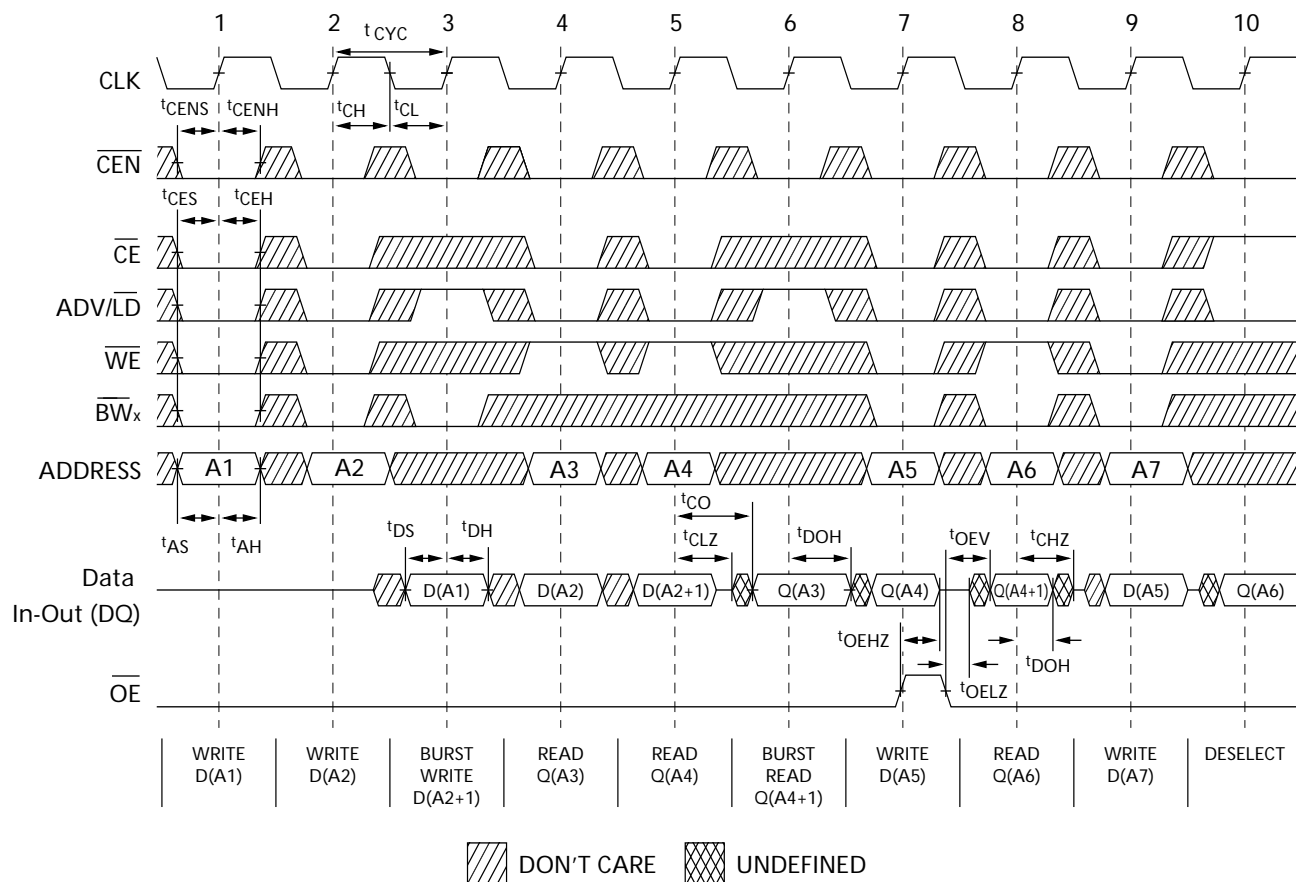 1 2 3 4 5 6 7 8 9 10
tCYC
CLK
tCENS tCENH tCH tCL
CEN
tCES tCEH
CE
ADV/LD
WE
BWx
ADDRESS A1 A2 A3 A4 A5 A6 A7
tCO
tAS tAH tDS tDH tCLZ tDOH tOEV tCHZ
Data
In-Out (DQ)
D(A1) D(A2) D(A2+1) Q(A3) Q(A4) Q(A4+1) D(A5) Q(A6)
tOEHZ tDOH
tOELZ
OE
WRITE
D(A1)
WRITE
D(A2)
BURST
WRITE
D(A2+1)
READ
Q(A3)
READ
Q(A4)
BURST
READ
Q(A4+1)
WRITE
D(A5)
READ
Q(A6)
WRITE
D(A7)
DESELECT
DON'T CARE UNDEFINED